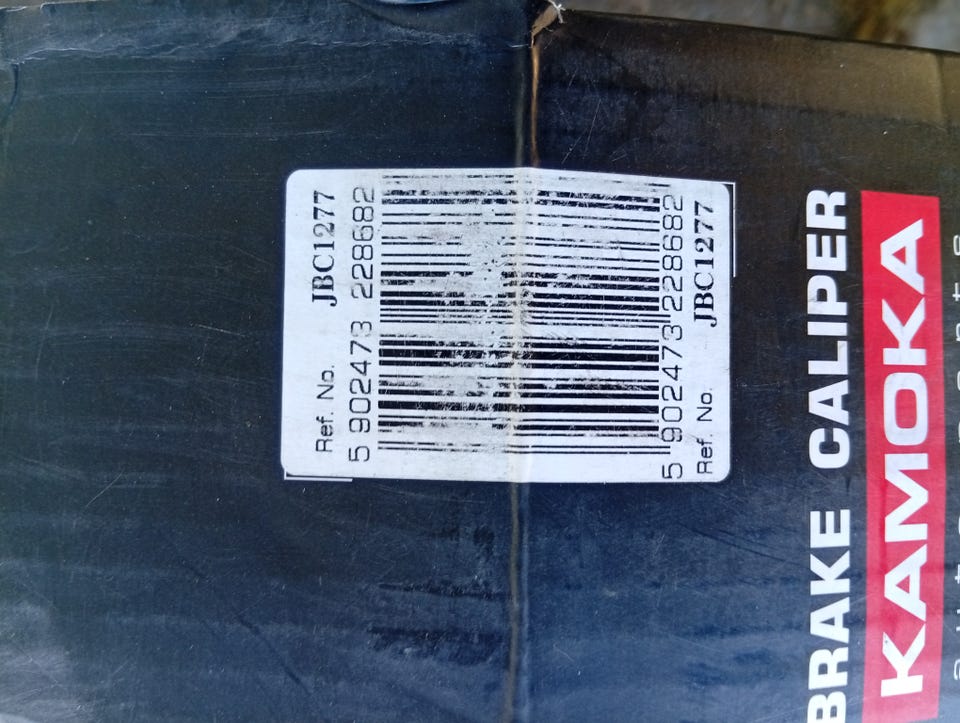 Ref. No. JBC1277
5 902473 228682
5 902473 228682
Ref. No. JBC1277
BRAKE CALIPER
KAMOKA